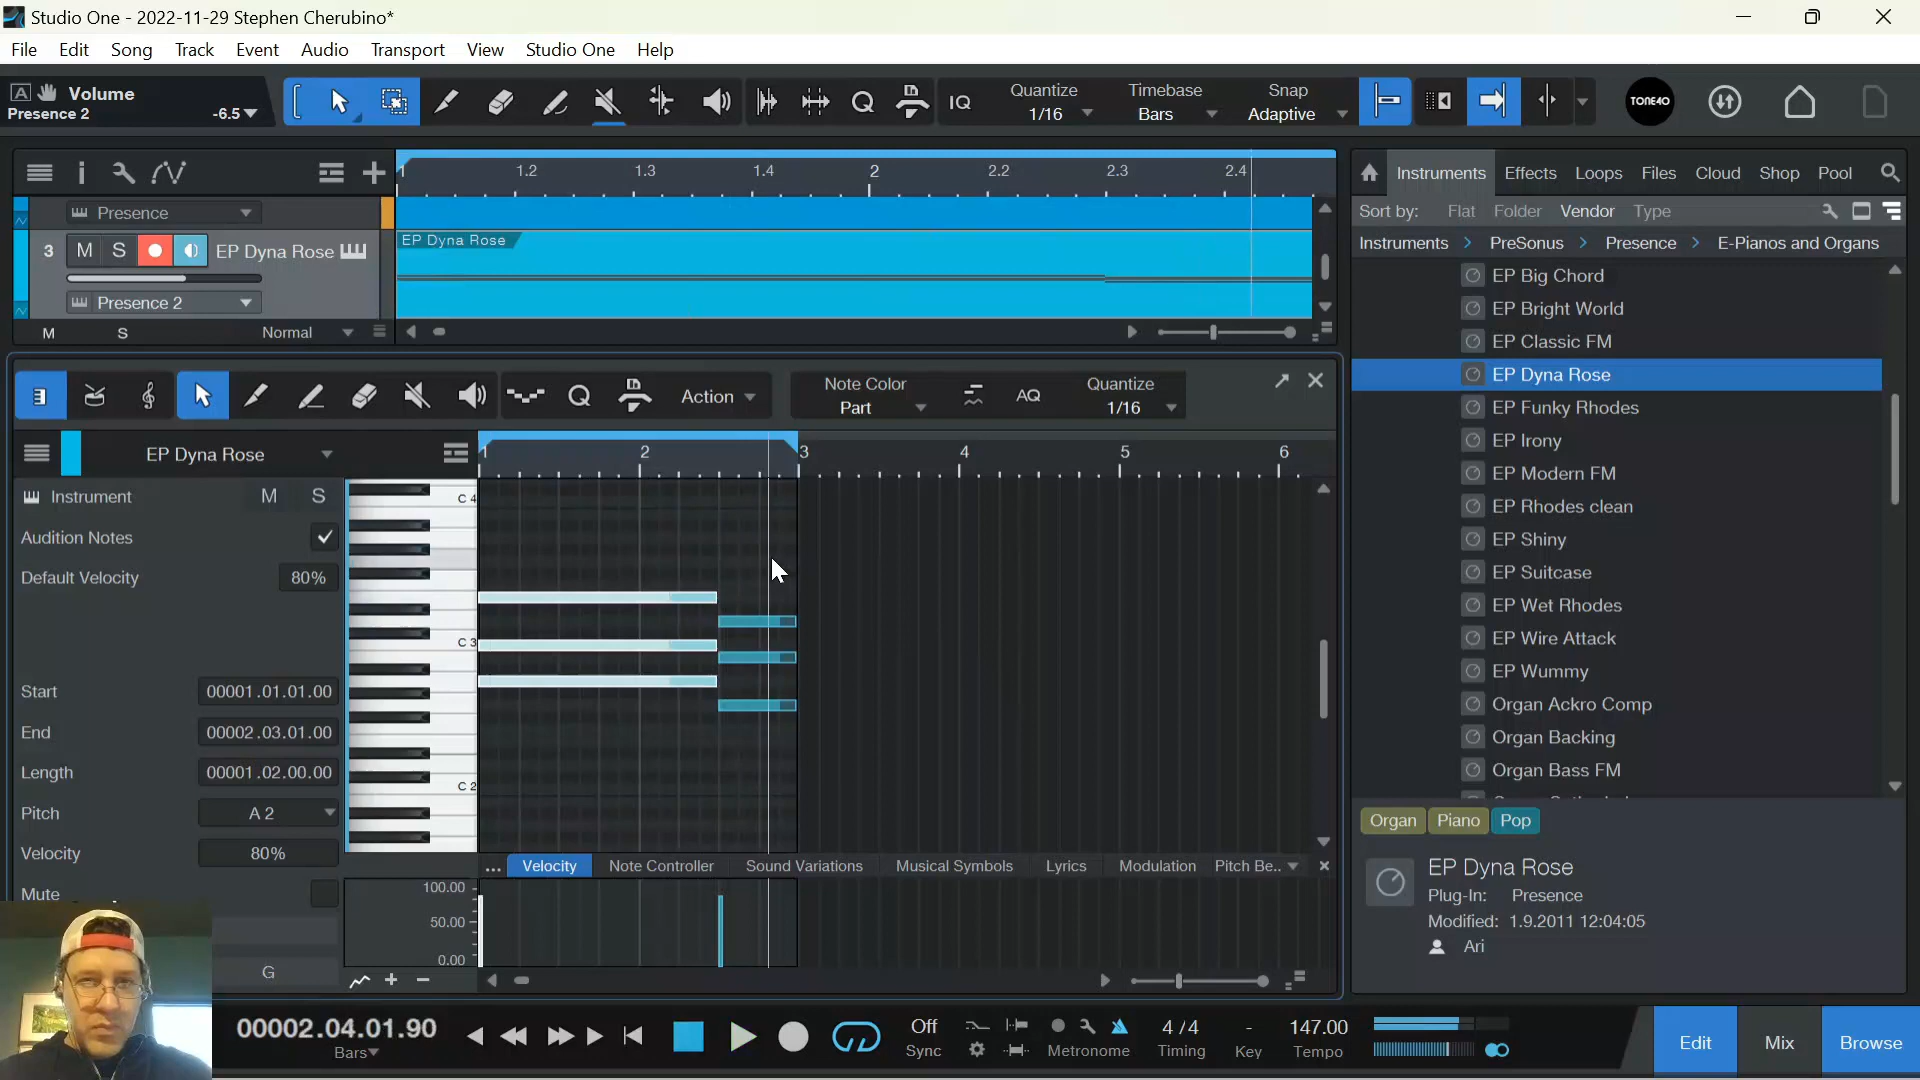 Studio One - 2022-11-29 Stephen Cherubino*
File Edit Song Track Event Audio Transport View Studio One Help
A Volume
Presence 2 -6.5
IQ
Quantize
1/16
Timebase
Bars
Snap
Adaptive
TONE40
1 1.2 1.3 1.4 2 2.2 2.3 2.4
Presence
3 M S EP Dyna Rose
Presence 2
M S Normal
EP Dyna Rose
Instruments Effects Loops Files Cloud Shop Pool
Sort by: Flat Folder Vendor Type
Instruments > PreSonus > Presence > E-Pianos and Organs
EP Big Chord
EP Bright World
EP Classic FM
EP Dyna Rose
EP Funky Rhodes
EP Irony
EP Modern FM
EP Rhodes clean
EP Shiny
EP Suitcase
EP Wet Rhodes
EP Wire Attack
EP Wummy
Organ Ackro Comp
Organ Backing
Organ Bass FM
Organ Piano Pop
EP Dyna Rose
Plug-In: Presence
Modified: 1.9.2011 12:04:05
Ari
Q Action
Note Color
Part
AQ
Quantize
1/16
EP Dyna Rose
1 2 3 4 5 6
Instrument M S
Audition Notes
Default Velocity 80%
Start 00001.01.01.00
End 00002.03.01.00
Length 00001.02.00.00
Pitch A 2
Velocity 80%
Mute
G
C 4
C 3
C 2
... Velocity Note Controller Sound Variations Musical Symbols Lyrics Modulation Pitch Be..
100.00
50.00
0.00
00002.04.01.90
Bars
Off
Sync
Metronome
4 / 4
Timing
-
Key
147.00
Tempo
Edit Mix Browse